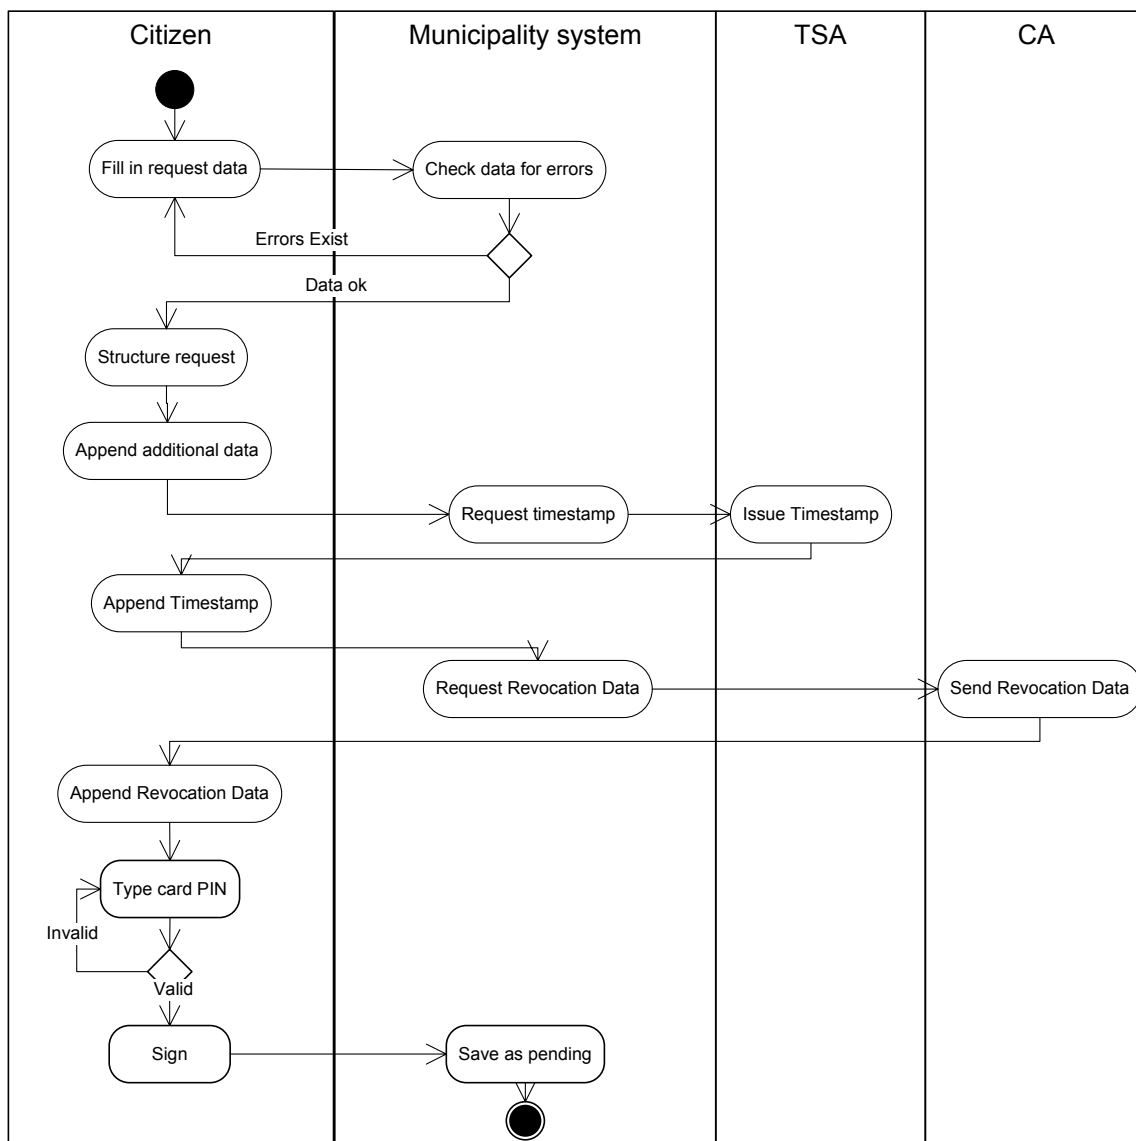 Citizen
Municipality system
TSA
CA
Fill in request data
Check data for errors
Errors Exist
Data ok
Structure request
Append additional data
Request timestamp
Issue Timestamp
Append Timestamp
Request Revocation Data
Send Revocation Data
Append Revocation Data
Type card PIN
Invalid
Valid
Sign
Save as pending